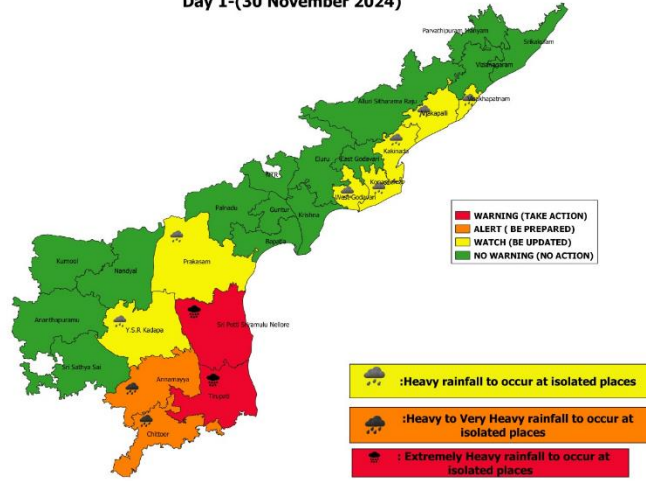 Day 1-(30 November 2024)
Parvathipuram Manyam
Srikakulam
Vizianagaram
Alluri Sitharama Raju
Visakhapatnam
Anakapalli
Kakinada
Eluru
East Godavari
Konaseema
West Godavari
Krishna
Guntur
Palnadu
Bapatla
Prakasam
Kurnool
Nandyal
Ananthapuramu
Sri Sathya Sai
Y.S.R Kadapa
Sri Potti Sriramulu Nellore
Annamayya
Tirupati
Chittoor
WARNING (TAKE ACTION)
ALERT ( BE PREPARED)
WATCH (BE UPDATED)
NO WARNING (NO ACTION)
:Heavy rainfall to occur at isolated places
:Heavy to Very Heavy rainfall to occur at
isolated places
: Extremely Heavy rainfall to occur at
isolated places